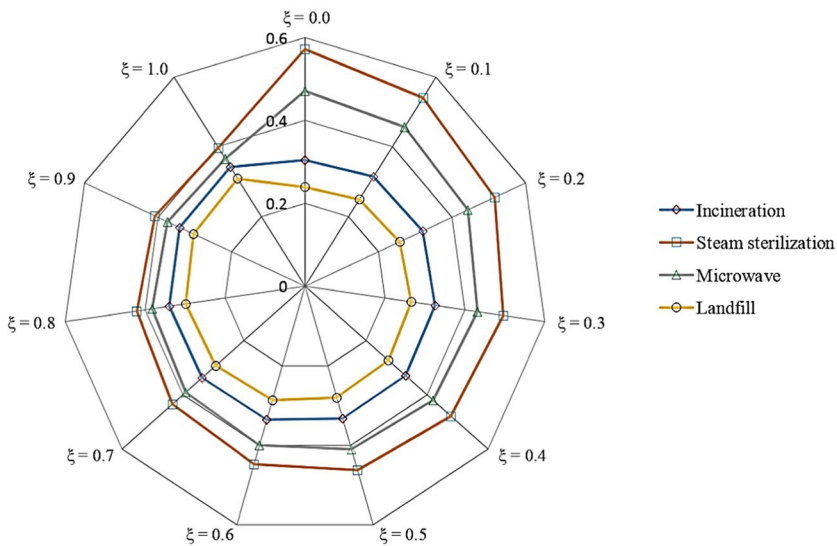 ξ = 0.0
0.6
ξ = 1.0
ξ = 0.1
0.4
ξ = 0.9
ξ = 0.2
0.2
Incineration
Steam sterilization
Microwave
Landfill
0
ξ = 0.8
ξ = 0.3
ξ = 0.7
ξ = 0.4
ξ = 0.6
ξ = 0.5